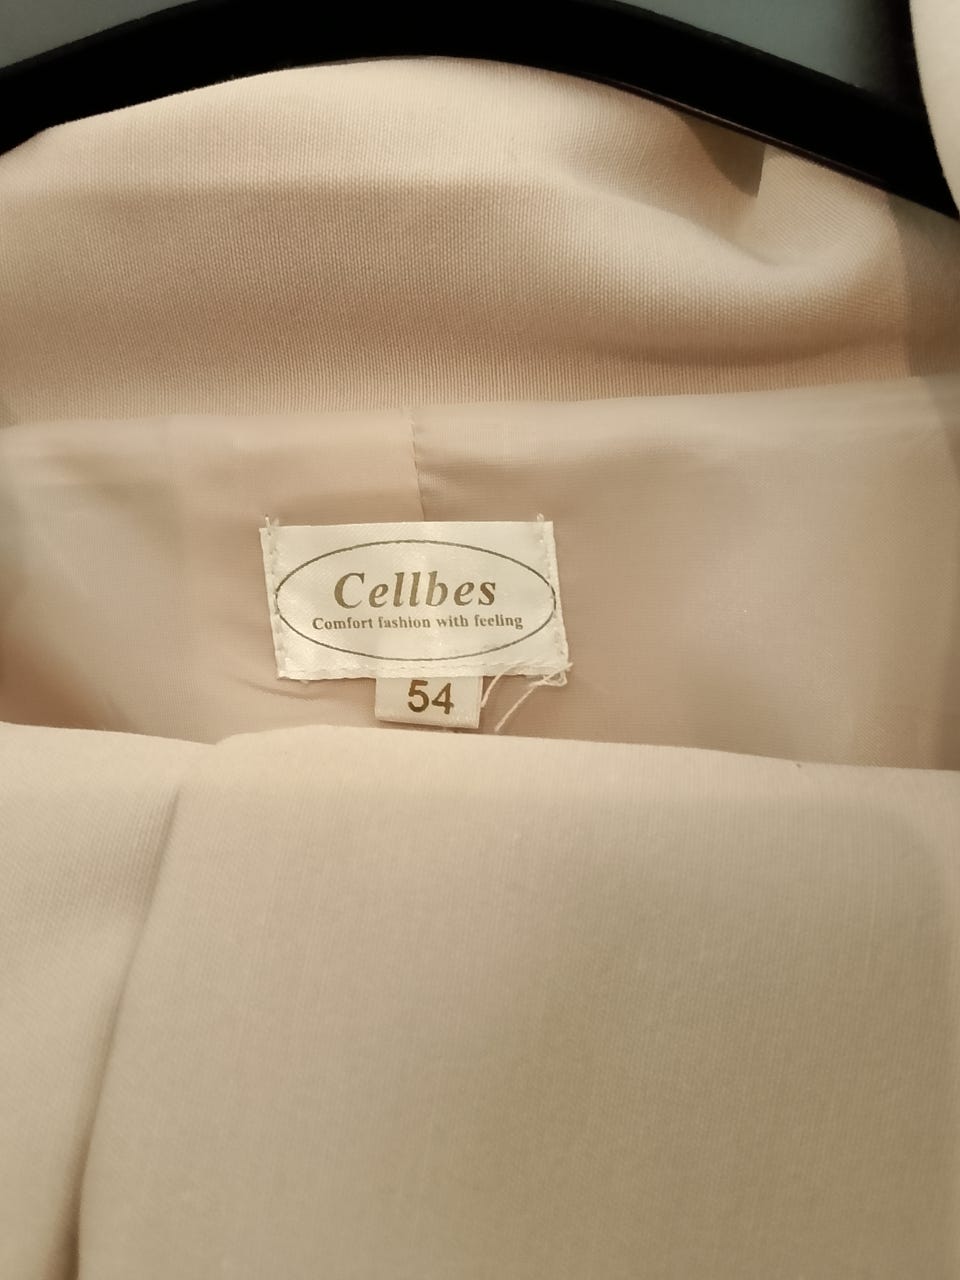 Cellbes
Comfort fashion with feeling
54